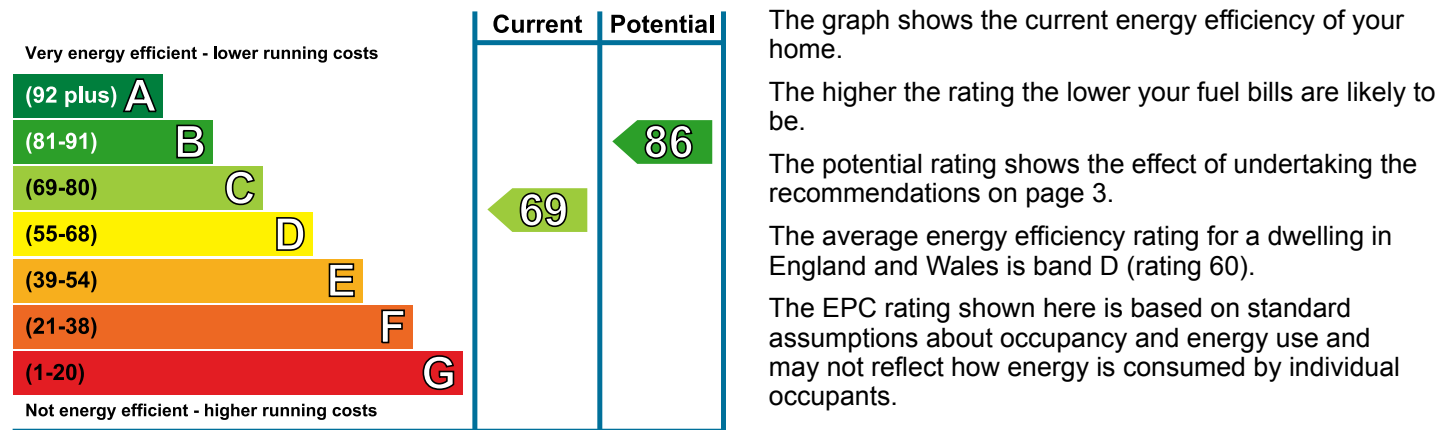 Current Potential
Very energy efficient - lower running costs
(92 plus) A
(81-91) B
86
(69-80) C
69
(55-68) D
(39-54) E
(21-38) F
(1-20) G
Not energy efficient - higher running costs
The graph shows the current energy efficiency of your
home.
The higher the rating the lower your fuel bills are likely to
be.
The potential rating shows the effect of undertaking the
recommendations on page 3.
The average energy efficiency rating for a dwelling in
England and Wales is band D (rating 60).
The EPC rating shown here is based on standard
assumptions about occupancy and energy use and
may not reflect how energy is consumed by individual
occupants.